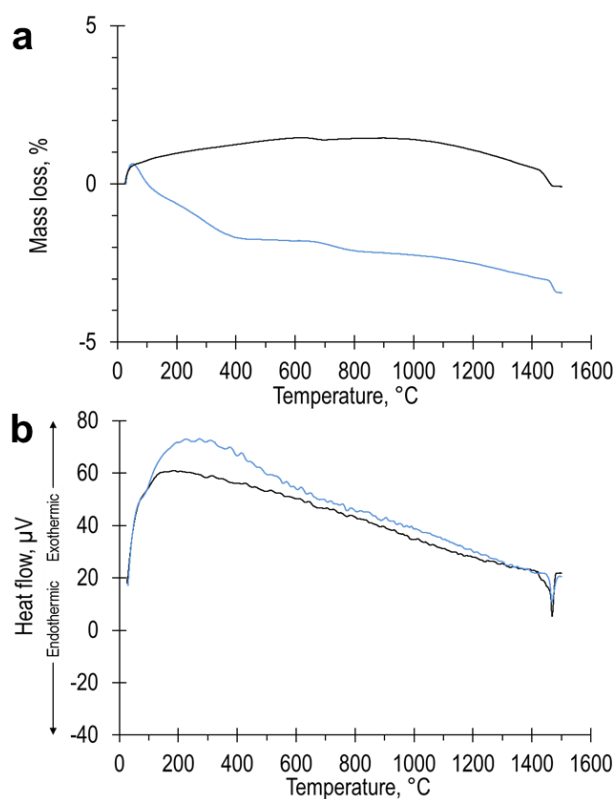 a
5
0
-5
Mass loss, %
0 200 400 600 800 1000 1200 1400 1600
Temperature, °C
b
80
60
40
20
0
-20
-40
Heat flow, µV
Endothermic Exothermic
0 200 400 600 800 1000 1200 1400 1600
Temperature, °C